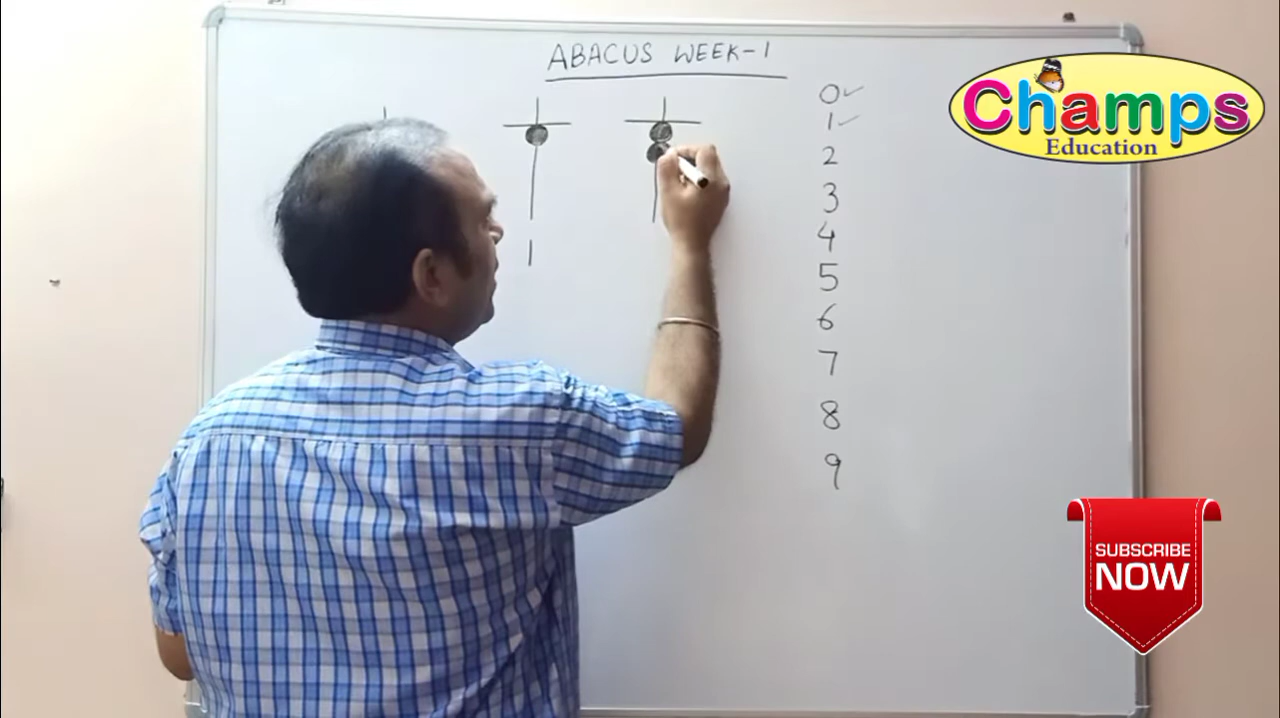 ABACUS WEEK-1
Champs
Education
0✓
1✓
2
3
4
5
6
7
8
9
1
SUBSCRIBE
NOW